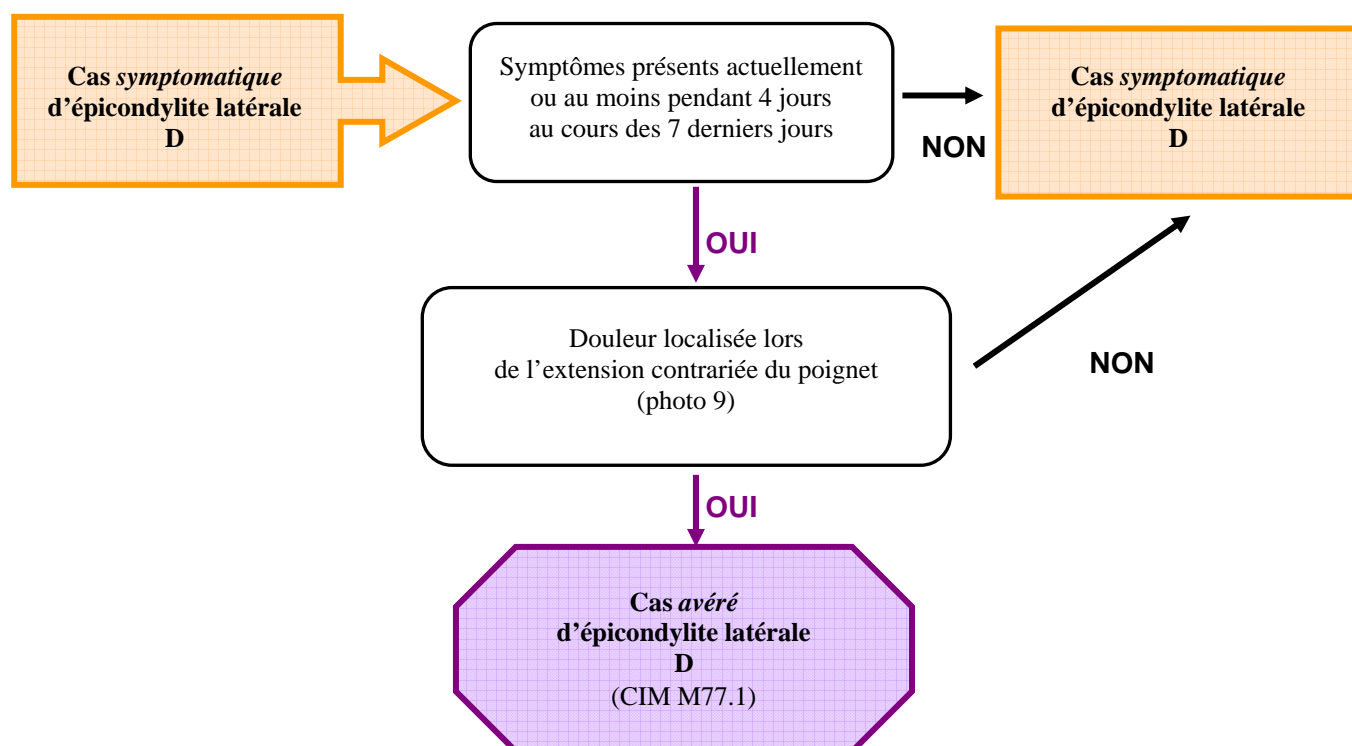 Cas symptomatique
d’épicondylite latérale
D
Symptômes présents actuellement
ou au moins pendant 4 jours
au cours des 7 derniers jours
NON
Cas symptomatique
d’épicondylite latérale
D
OUI
Douleur localisée lors
de l’extension contrariée du poignet
(photo 9)
NON
OUI
Cas avéré
d’épicondylite latérale
D
(CIM M77.1)